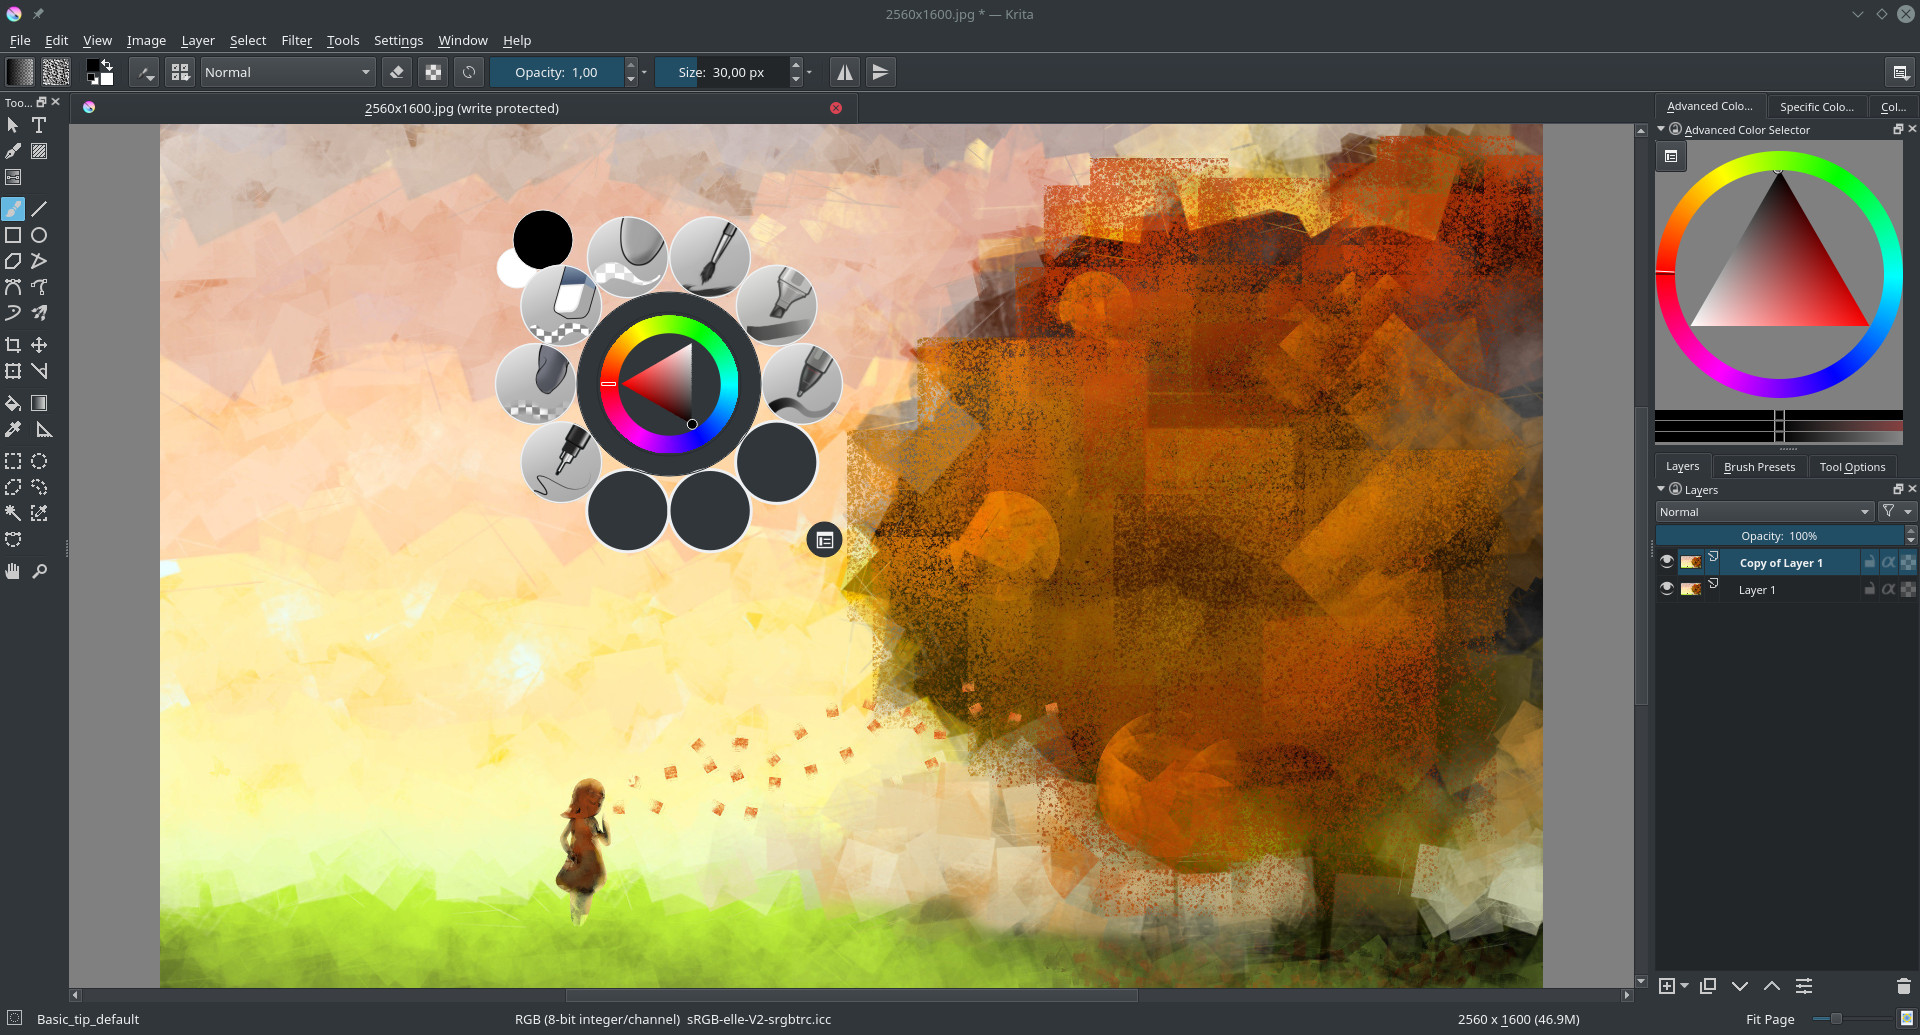 2560x1600.jpg * — Krita
File Edit View Image Layer Select Filter Tools Settings Window Help
Normal Opacity: 1,00 Size: 30,00 px
Too...
2560x1600.jpg (write protected)
Advanced Colo... Specific Colo... Col...
Advanced Color Selector
Layers Brush Presets Tool Options
Layers
Normal
Opacity: 100%
Copy of Layer 1
Layer 1
Basic_tip_default RGB (8-bit integer/channel) sRGB-elle-V2-srgbtrc.icc 2560 x 1600 (46.9M) Fit Page